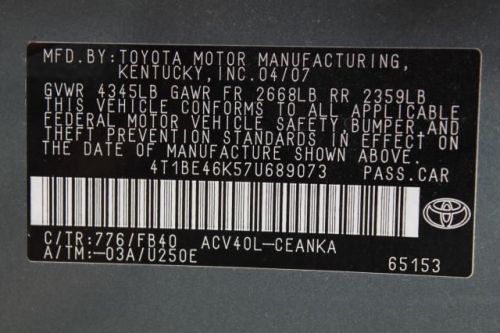 MFD.BY:TOYOTA MOTOR MANUFACTURING,
KENTUCKY,INC.04/07
GVWR 4345LB GAWR FR 2668LB RR 2359LB
THIS VEHICLE CONFORMS TO ALL APPLICABLE
FEDERAL MOTOR VEHICLE SAFETY,BUMPER,AND
THEFT PREVENTION STANDARDS IN EFFECT ON
THE DATE OF MANUFACTURE SHOWN ABOVE.
4T1BE46K57U689073 PASS.CAR
C/TR:776/FB40 ACV40L-CEANKA
A/TM:-03A/U250E 65153